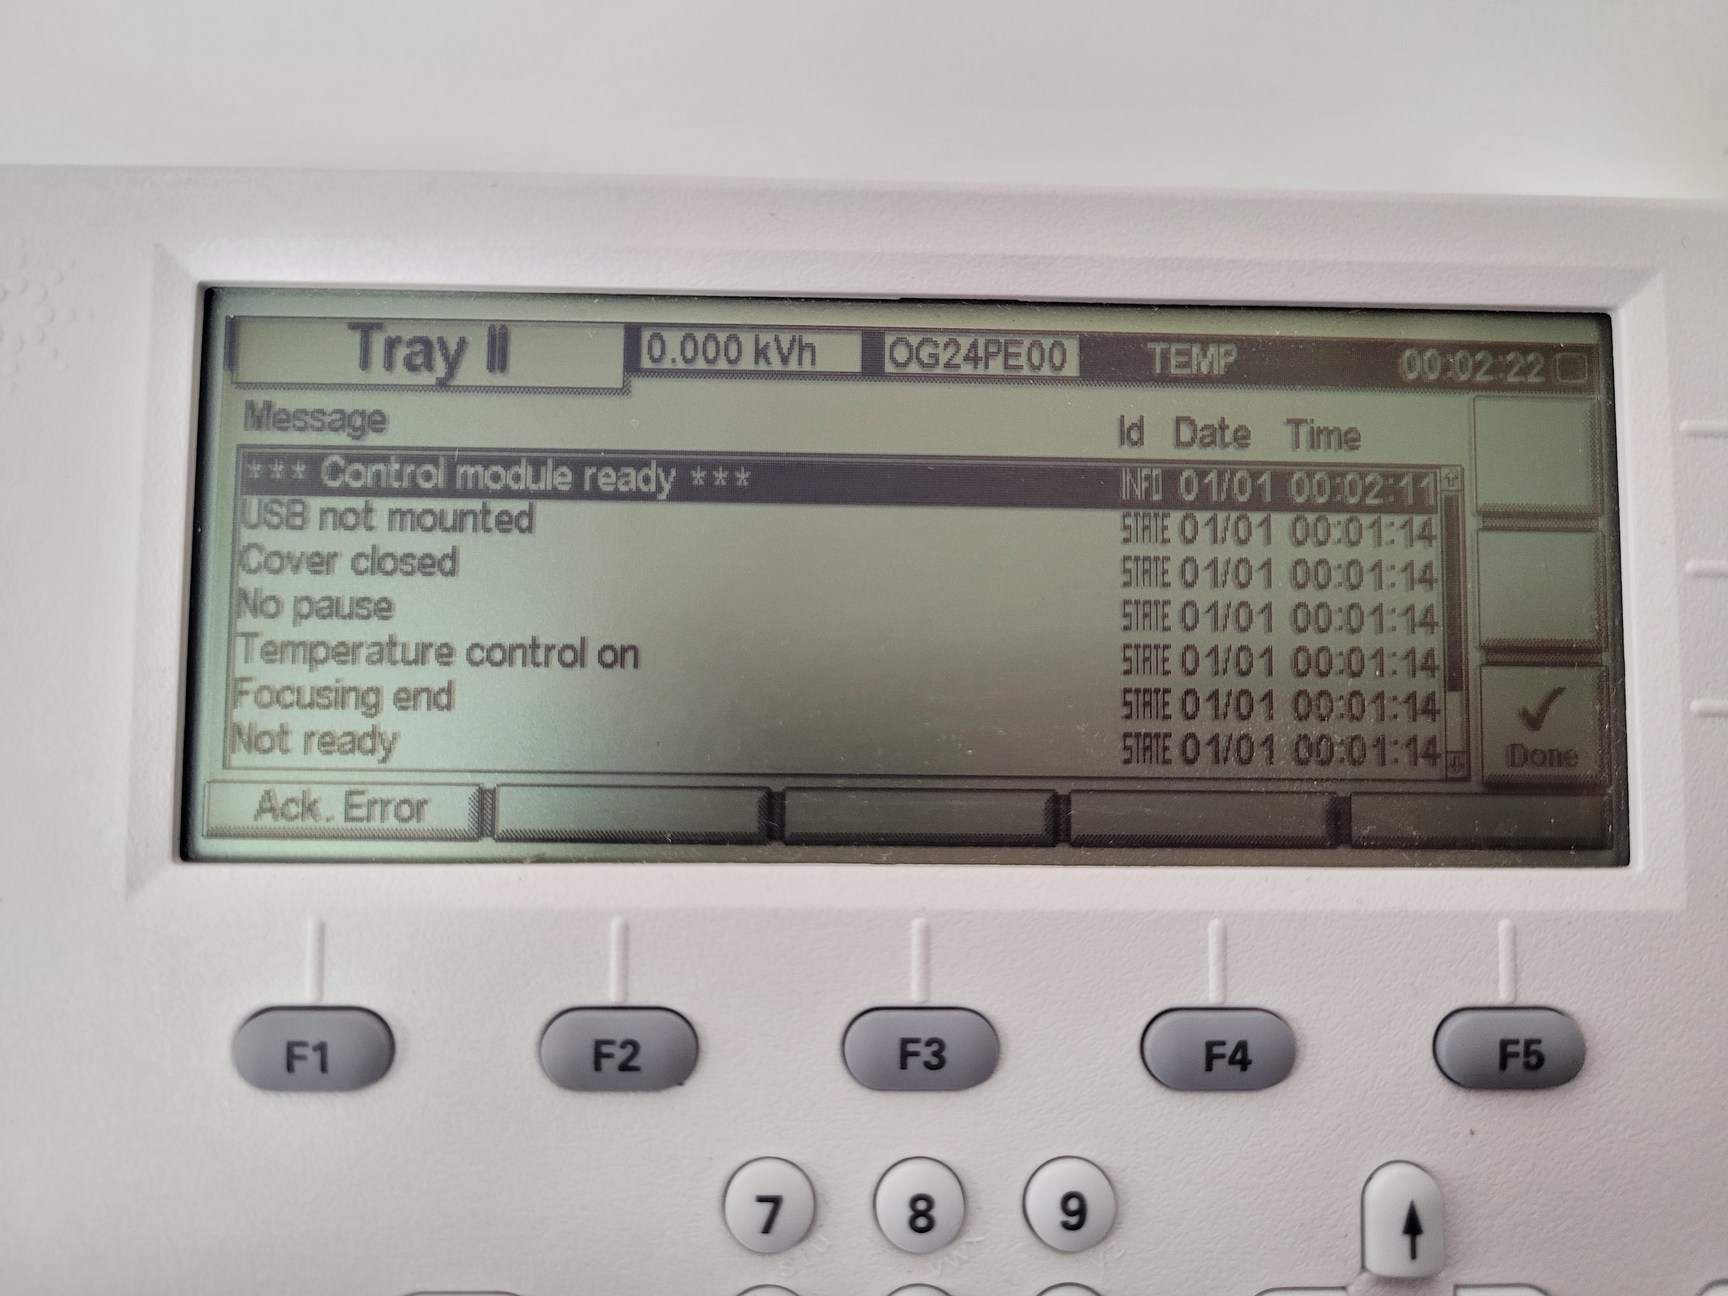 Tray II 0.000 kVh OG24PE00 TEMP 00:02:22
Message Id Date Time
*** Control module ready *** INFO 01/01 00:02:11
USB not mounted STATE 01/01 00:01:14
Cover closed STATE 01/01 00:01:14
No pause STATE 01/01 00:01:14
Temperature control on STATE 01/01 00:01:14
Focusing end STATE 01/01 00:01:14
Not ready STATE 01/01 00:01:14
Done
Ack. Error
F1 F2 F3 F4 F5
7 8 9